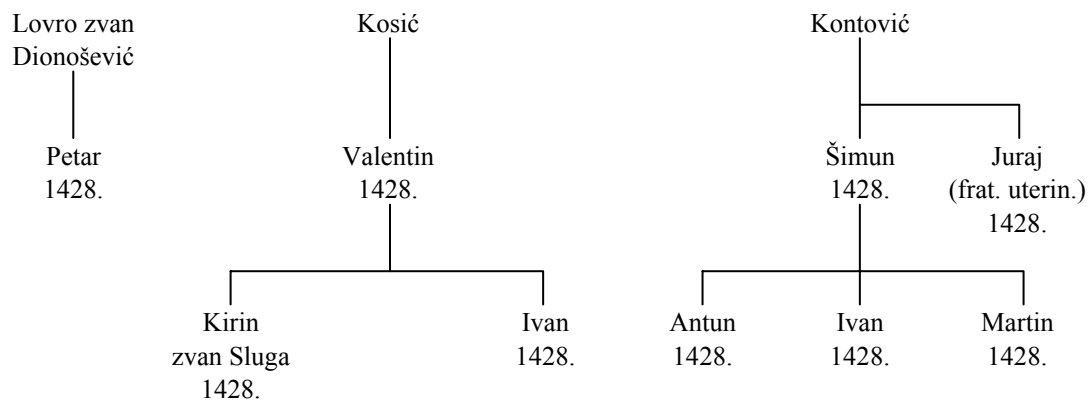 Lovro zvan
Dionošević
Kosić
Kontović
Petar
1428.
Valentin
1428.
Šimun
1428.
Juraj
(frat. uterin.)
1428.
Kirin
zvan Sluga
1428.
Ivan
1428.
Antun
1428.
Ivan
1428.
Martin
1428.